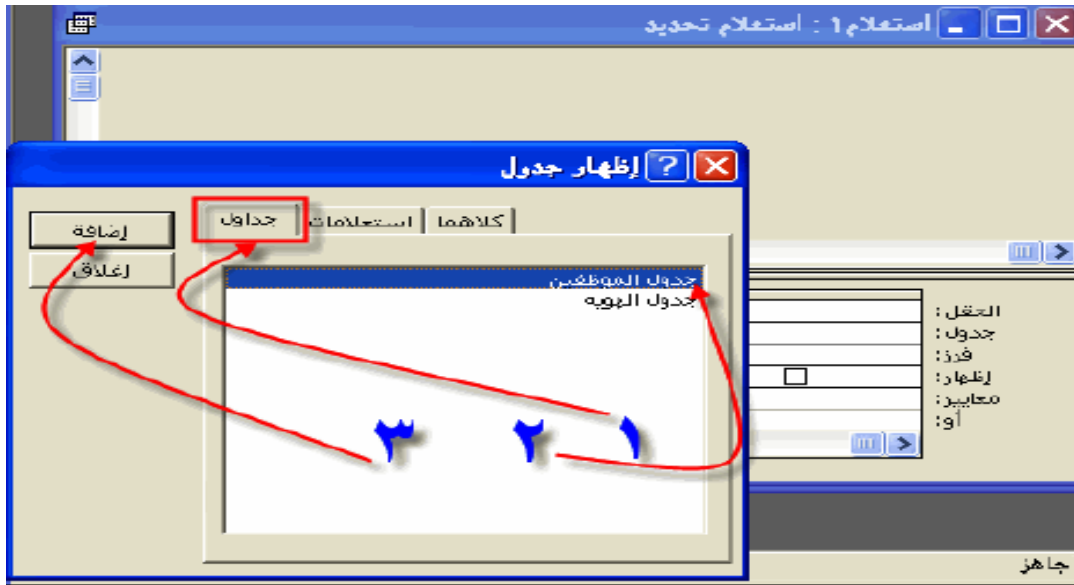 استعلام١ : استعلام تحديد
إظهار جدول
جداول
استعلامات
كلاهما
إضافة
إغلاق
جدول الموظفين
جدول الهويه
١
٢
٣
الحقل:
جدول:
فرز:
إظهار:
معايير:
أو:
جاهز